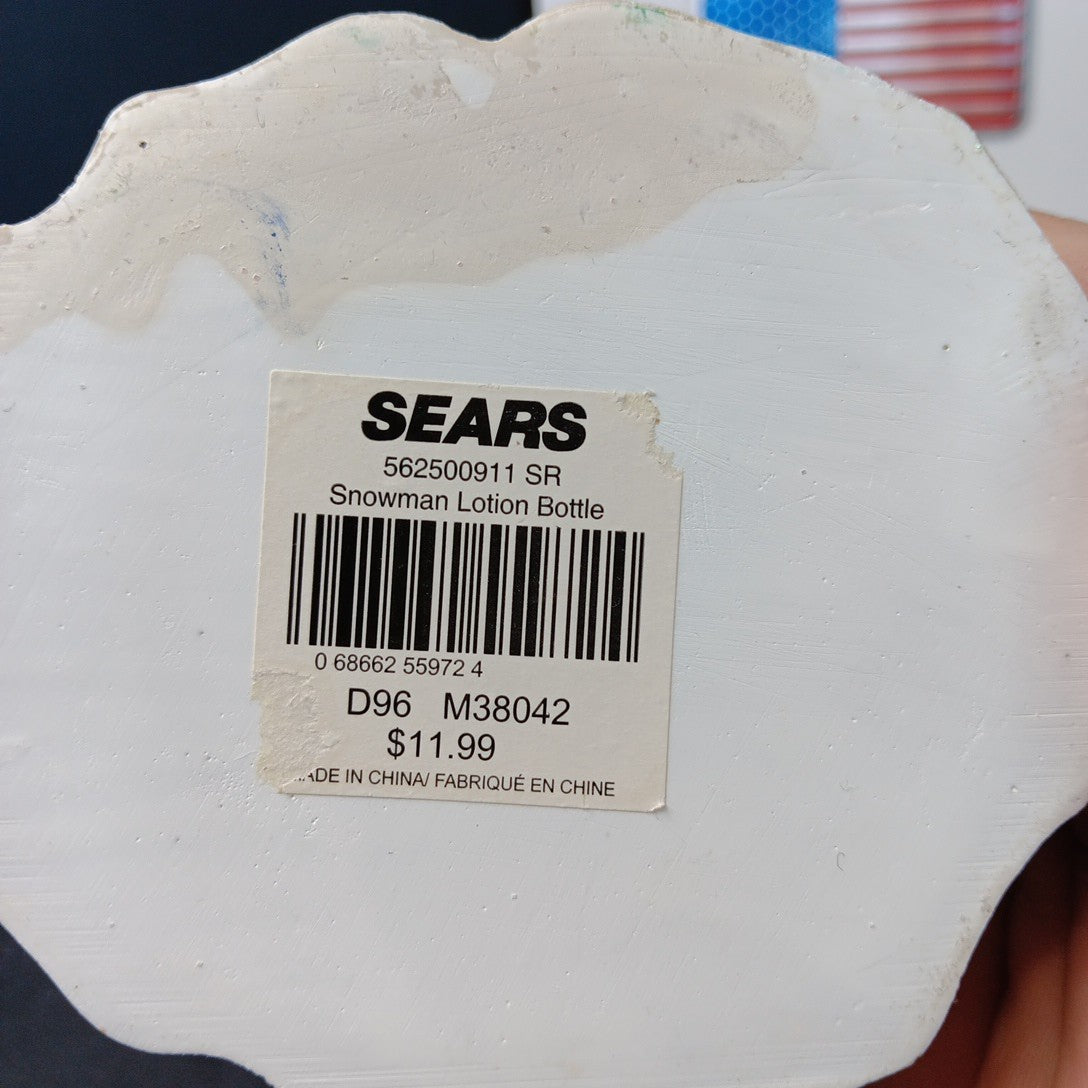 SEARS
562500911 SR
Snowman Lotion Bottle
0 68662 55972 4
D96 M38042
$11.99
MADE IN CHINA/ FABRIQUÉ EN CHINE